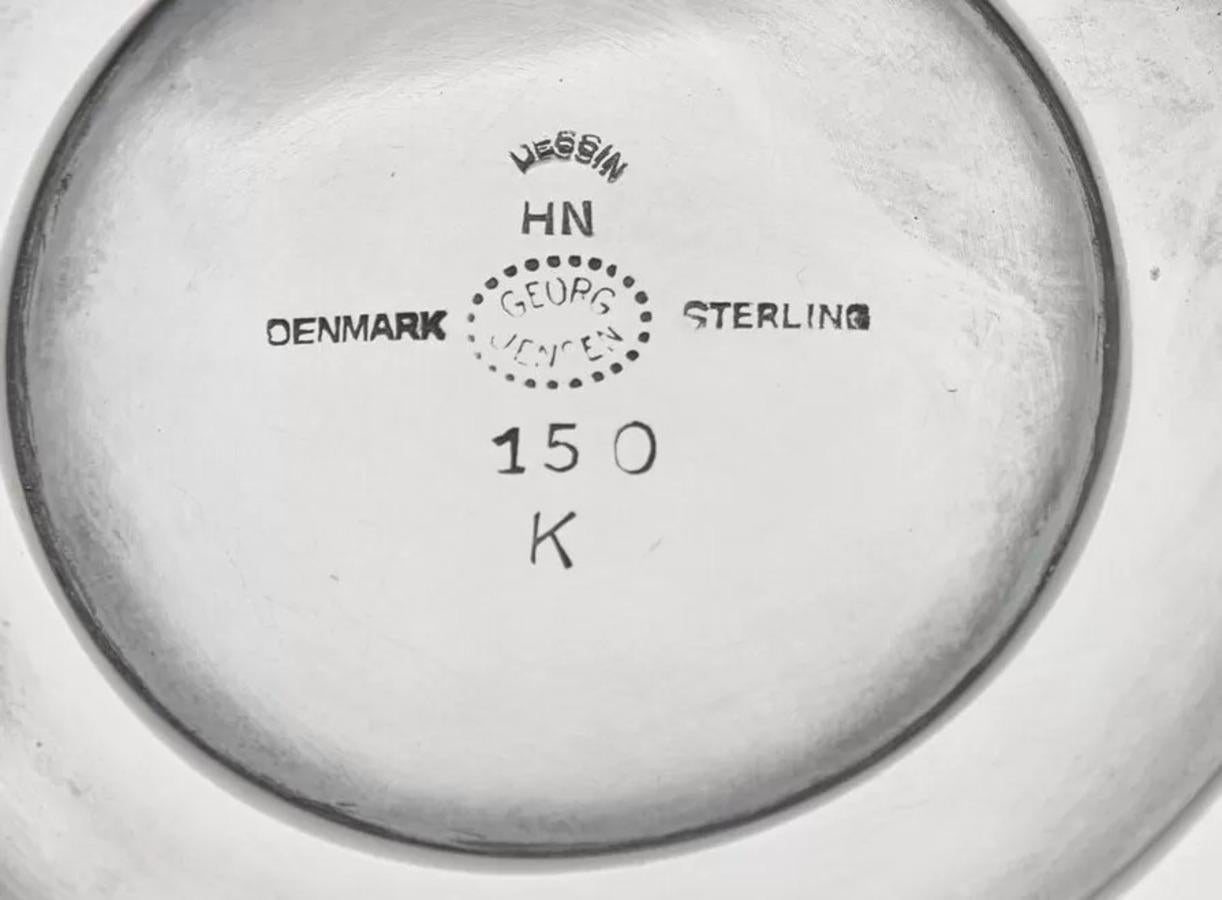 DESSIN
HN
DENMARK GEORG JENSEN STERLING
150
K